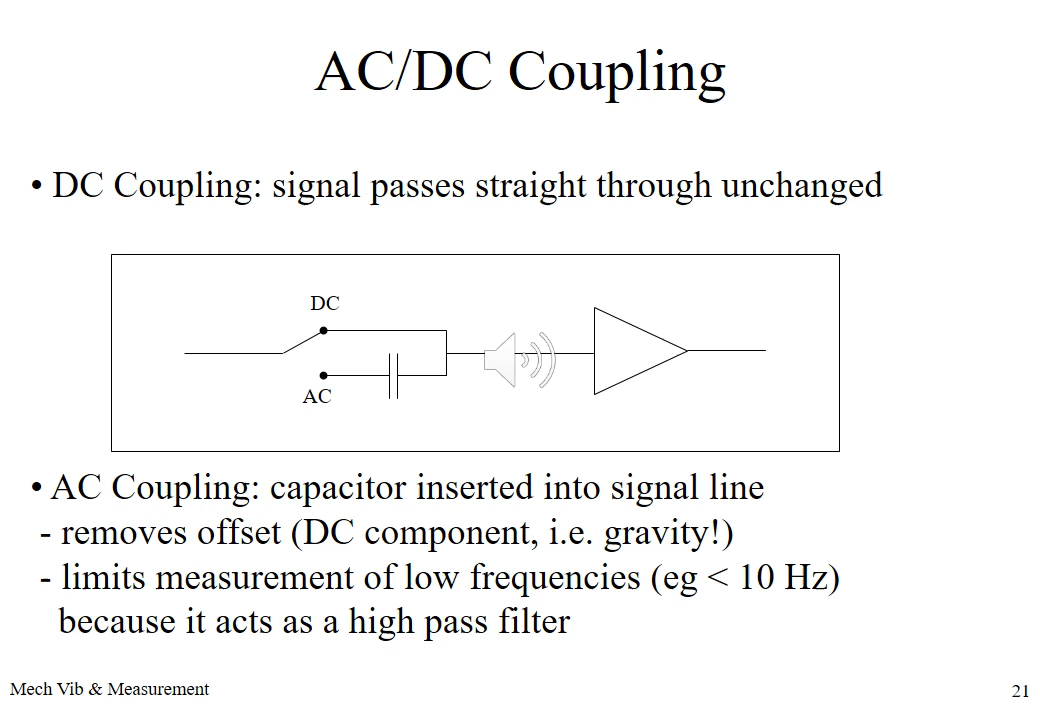 AC/DC Coupling
• DC Coupling: signal passes straight through unchanged
DC
AC
• AC Coupling: capacitor inserted into signal line
- removes offset (DC component, i.e. gravity!)
- limits measurement of low frequencies (eg < 10 Hz)
because it acts as a high pass filter
Mech Vib & Measurement
21